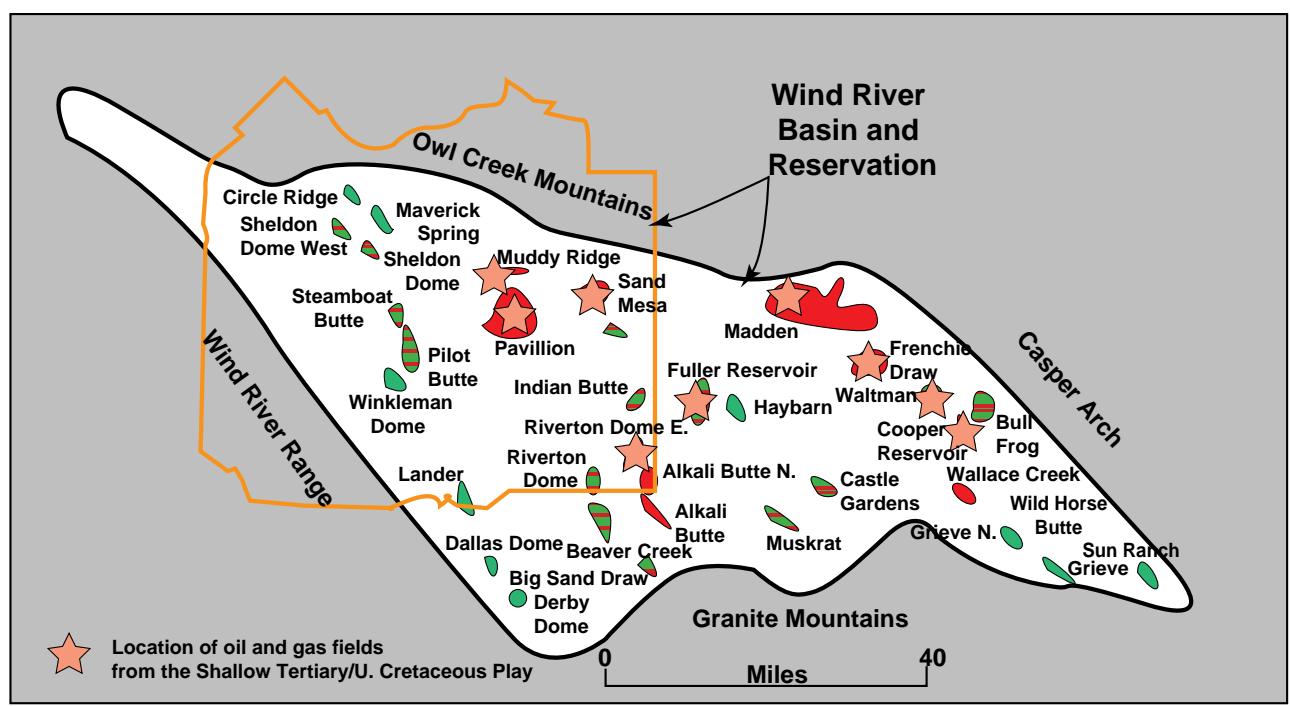 Wind River
Basin and
Reservation
Owl Creek Mountains
Circle Ridge
Maverick
Spring
Sheldon
Dome West
Sheldon
Dome
Muddy Ridge
Sand
Mesa
Steamboat
Butte
Madden
Pavillion
Frenchie
Draw
Pilot
Butte
Fuller Reservoir
Indian Butte
Waltman
Winkleman
Dome
Haybarn
Casper Arch
Wind River Range
Riverton Dome E.
Cooper
Reservoir
Bull
Frog
Riverton
Dome
Lander
Alkali Butte N.
Castle
Gardens
Wallace Creek
Alkali
Butte
Wild Horse
Butte
Muskrat
Grieve N.
Dallas Dome
Beaver Creek
Sun Ranch
Grieve
Big Sand Draw
Derby
Dome
Granite Mountains
Location of oil and gas fields
from the Shallow Tertiary/U. Cretaceous Play
0 40
Miles